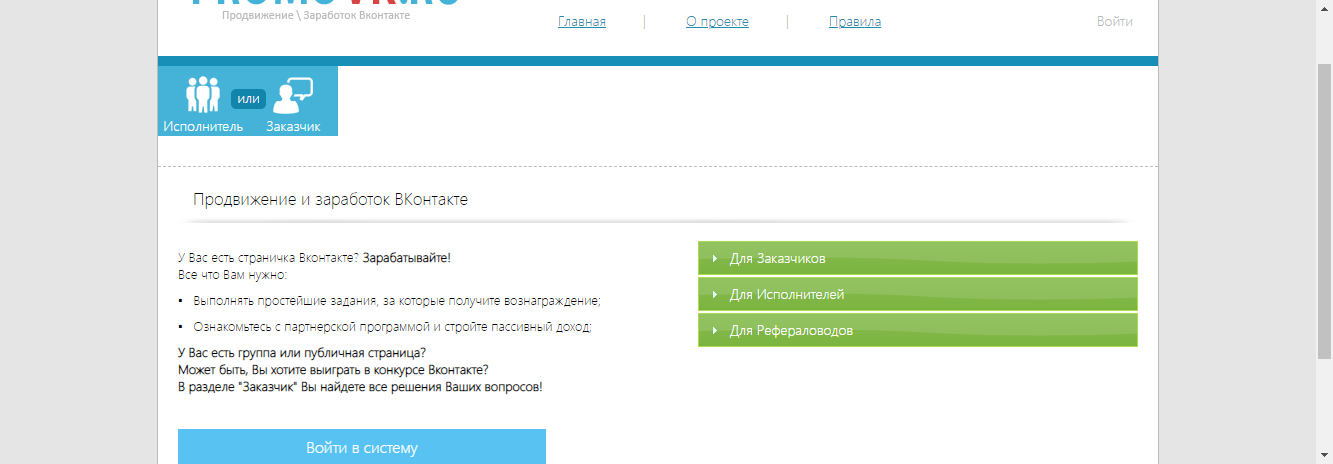 PROMOVK.RU
Продвижение \ Заработок Вконтакте
Главная | О проекте | Правила
Войти
или
Исполнитель Заказчик
Продвижение и заработок ВКонтакте
У Вас есть страничка Вконтакте? Зарабатывайте!
Все что Вам нужно:
▪ Выполнять простейшие задания, за которые получите вознаграждение;
▪ Ознакомьтесь с партнерской программой и стройте пассивный доход;
У Вас есть группа или публичная страница?
Может быть, Вы хотите выиграть в конкурсе Вконтакте?
В разделе "Заказчик" Вы найдете все решения Ваших вопросов!
Войти в систему
Для Заказчиков
Для Исполнителей
Для Рефераловодов